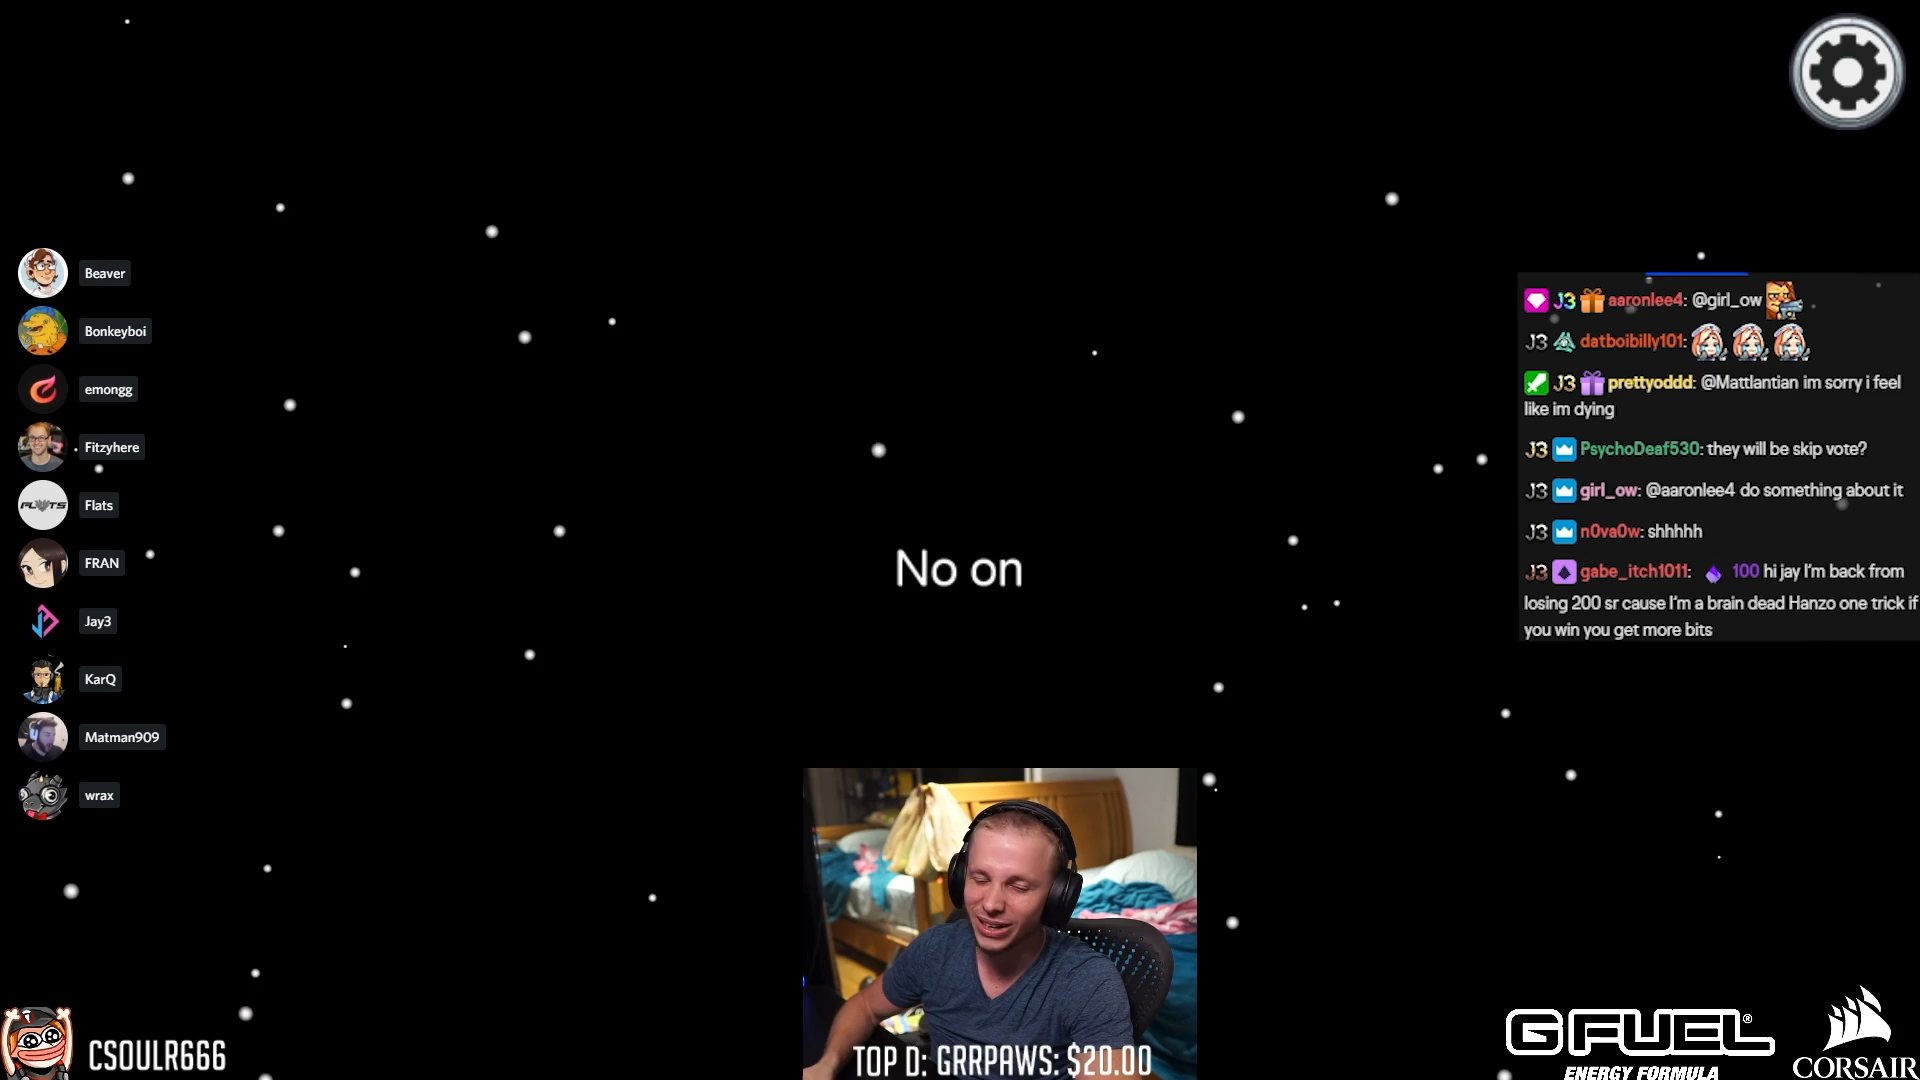 Beaver
Bonkeyboi
emongg
Fitzyhere
FLATS
Flats
FRAN
Jay3
KarQ
Matman909
wrax
No on
J3 aaronlee4: @girl_ow
J3 datboibilly101:
J3 prettyoddd: @Mattlantian im sorry i feel
like im dying
J3 PsychoDeaf530: they will be skip vote?
J3 girl_ow: @aaronlee4 do something about it
J3 n0va0w: shhhhh
J3 gabe_itch1011: 100 hi jay I'm back from
losing 200 sr cause I'm a brain dead Hanzo one trick if
you win you get more bits
CSOULR666
TOP D: GRRPAWS: $20.00
G FUEL®
ENERGY FORMULA
CORSAIR